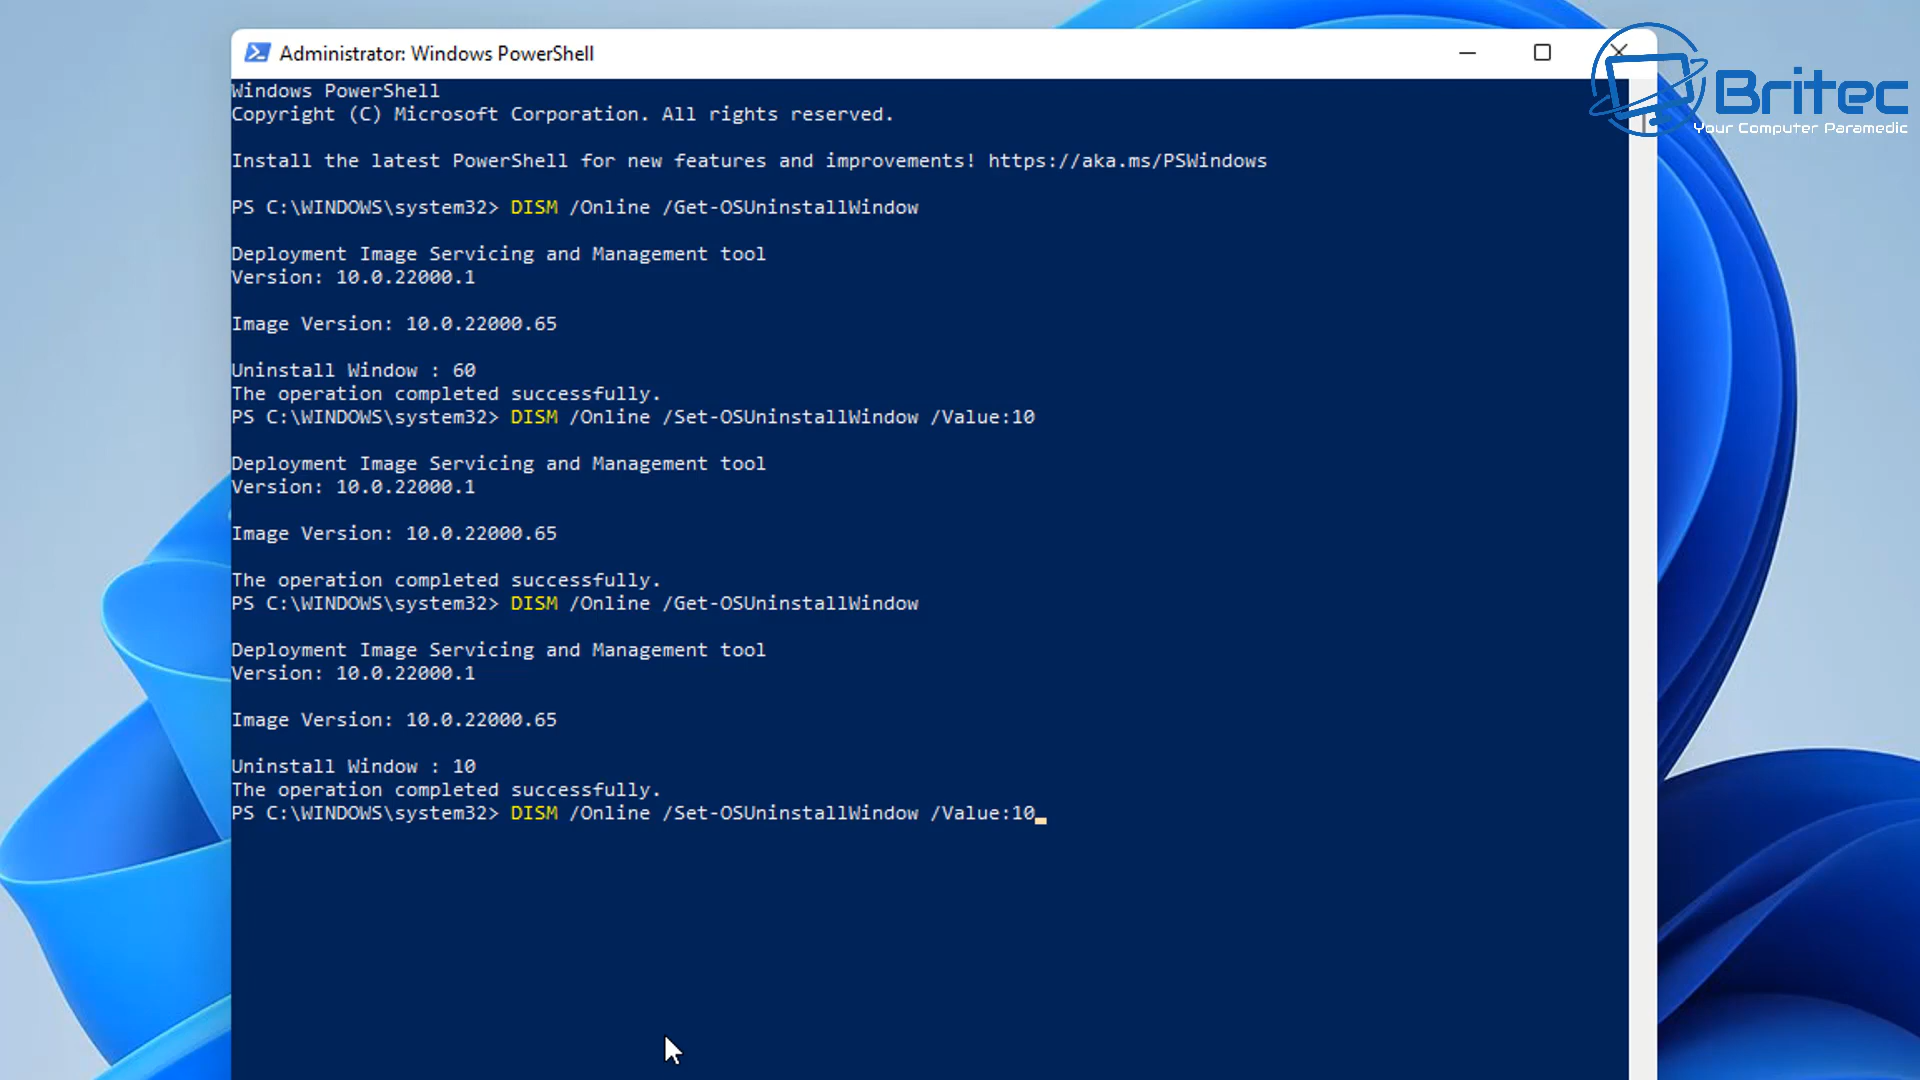 Administrator: Windows PowerShell
Britec
Your Computer Paramedic
Windows PowerShell
Copyright (C) Microsoft Corporation. All rights reserved.
Install the latest PowerShell for new features and improvements! https://aka.ms/PSWindows
PS C:\WINDOWS\system32> DISM /Online /Get-OSUninstallWindow
Deployment Image Servicing and Management tool
Version: 10.0.22000.1
Image Version: 10.0.22000.65
Uninstall Window : 60
The operation completed successfully.
PS C:\WINDOWS\system32> DISM /Online /Set-OSUninstallWindow /Value:10
Deployment Image Servicing and Management tool
Version: 10.0.22000.1
Image Version: 10.0.22000.65
The operation completed successfully.
PS C:\WINDOWS\system32> DISM /Online /Get-OSUninstallWindow
Deployment Image Servicing and Management tool
Version: 10.0.22000.1
Image Version: 10.0.22000.65
Uninstall Window : 10
The operation completed successfully.
PS C:\WINDOWS\system32> DISM /Online /Set-OSUninstallWindow /Value:10